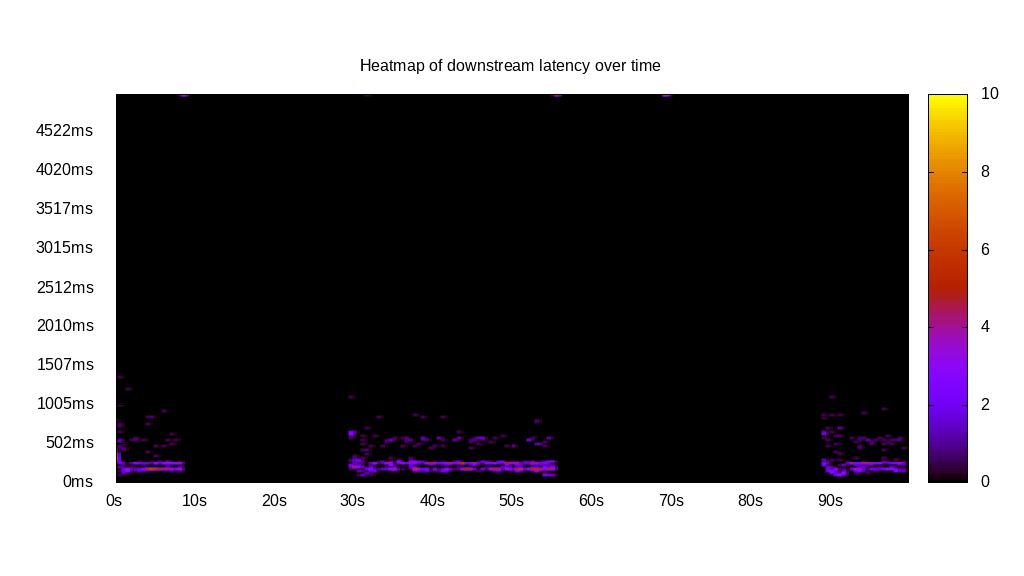 Heatmap of downstream latency over time
4522ms
4020ms
3517ms
3015ms
2512ms
2010ms
1507ms
1005ms
502ms
0ms
0s 10s 20s 30s 40s 50s 60s 70s 80s 90s
10
8
6
4
2
0